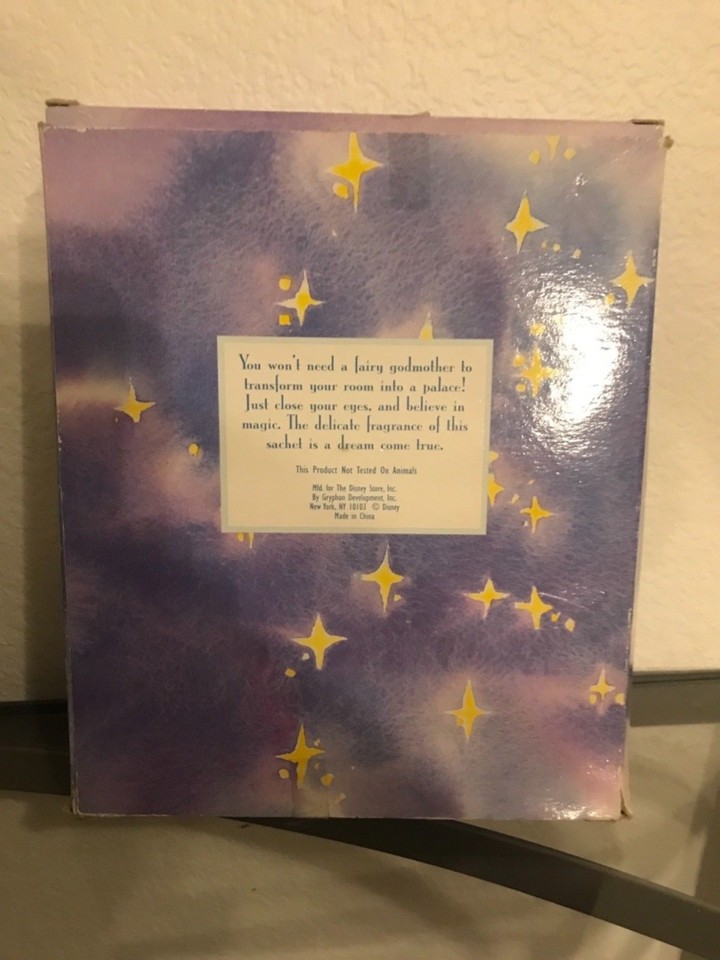 You won't need a fairy godmother to
transform your room into a palace!
Just close your eyes, and believe in
magic. The delicate fragrance of this
sachet is a dream come true.
This Product Not Tested On Animals
Mfd. for The Disney Store, Inc.
By Gryphon Development, Inc.
New York, NY 10103 © Disney
Made in China